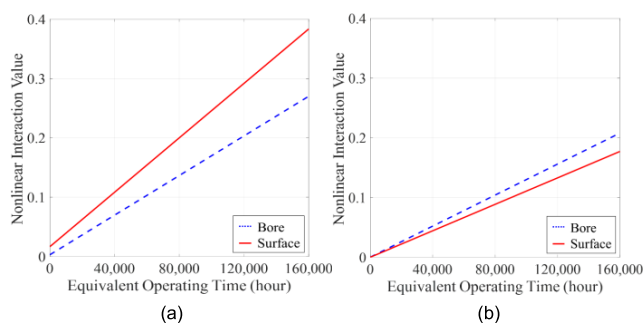 0.4
0.3
0.2
0.1
0
Nonlinear Interaction Value
Bore
Surface
0
40,000
80,000
120,000
160,000
Equivalent Operating Time (hour)
(a)
0.4
0.3
0.2
0.1
0
Nonlinear Interaction Value
Bore
Surface
0
40,000
80,000
120,000
160,000
Equivalent Operating Time (hour)
(b)